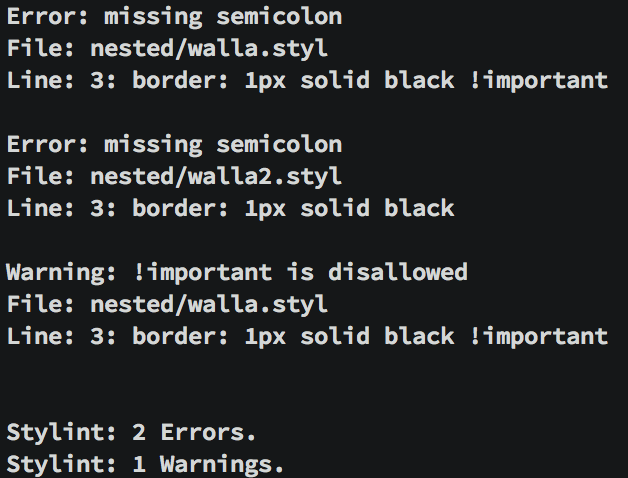 Error: missing semicolon
File: nested/walla.styl
Line: 3: border: 1px solid black !important
Error: missing semicolon
File: nested/walla2.styl
Line: 3: border: 1px solid black
Warning: !important is disallowed
File: nested/walla.styl
Line: 3: border: 1px solid black !important
Stylint: 2 Errors.
Stylint: 1 Warnings.